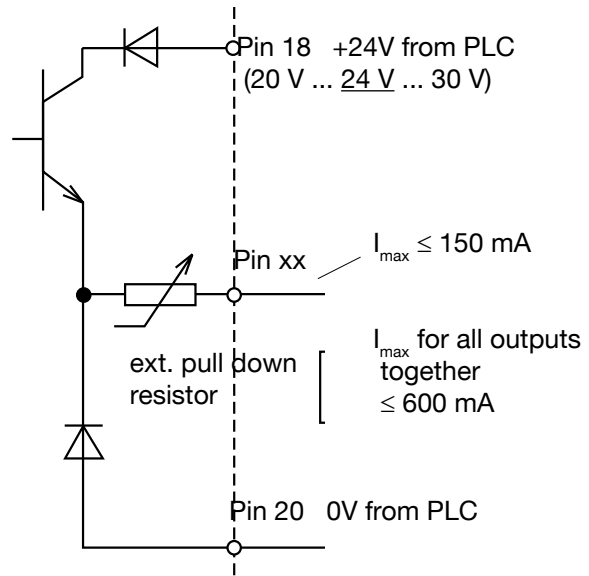 Pin 18 +24V from PLC
(20 V ... 24 V ... 30 V)
Pin xx
Imax ≤ 150 mA
ext. pull down
resistor
Imax for all outputs
together
≤ 600 mA
Pin 20 0V from PLC